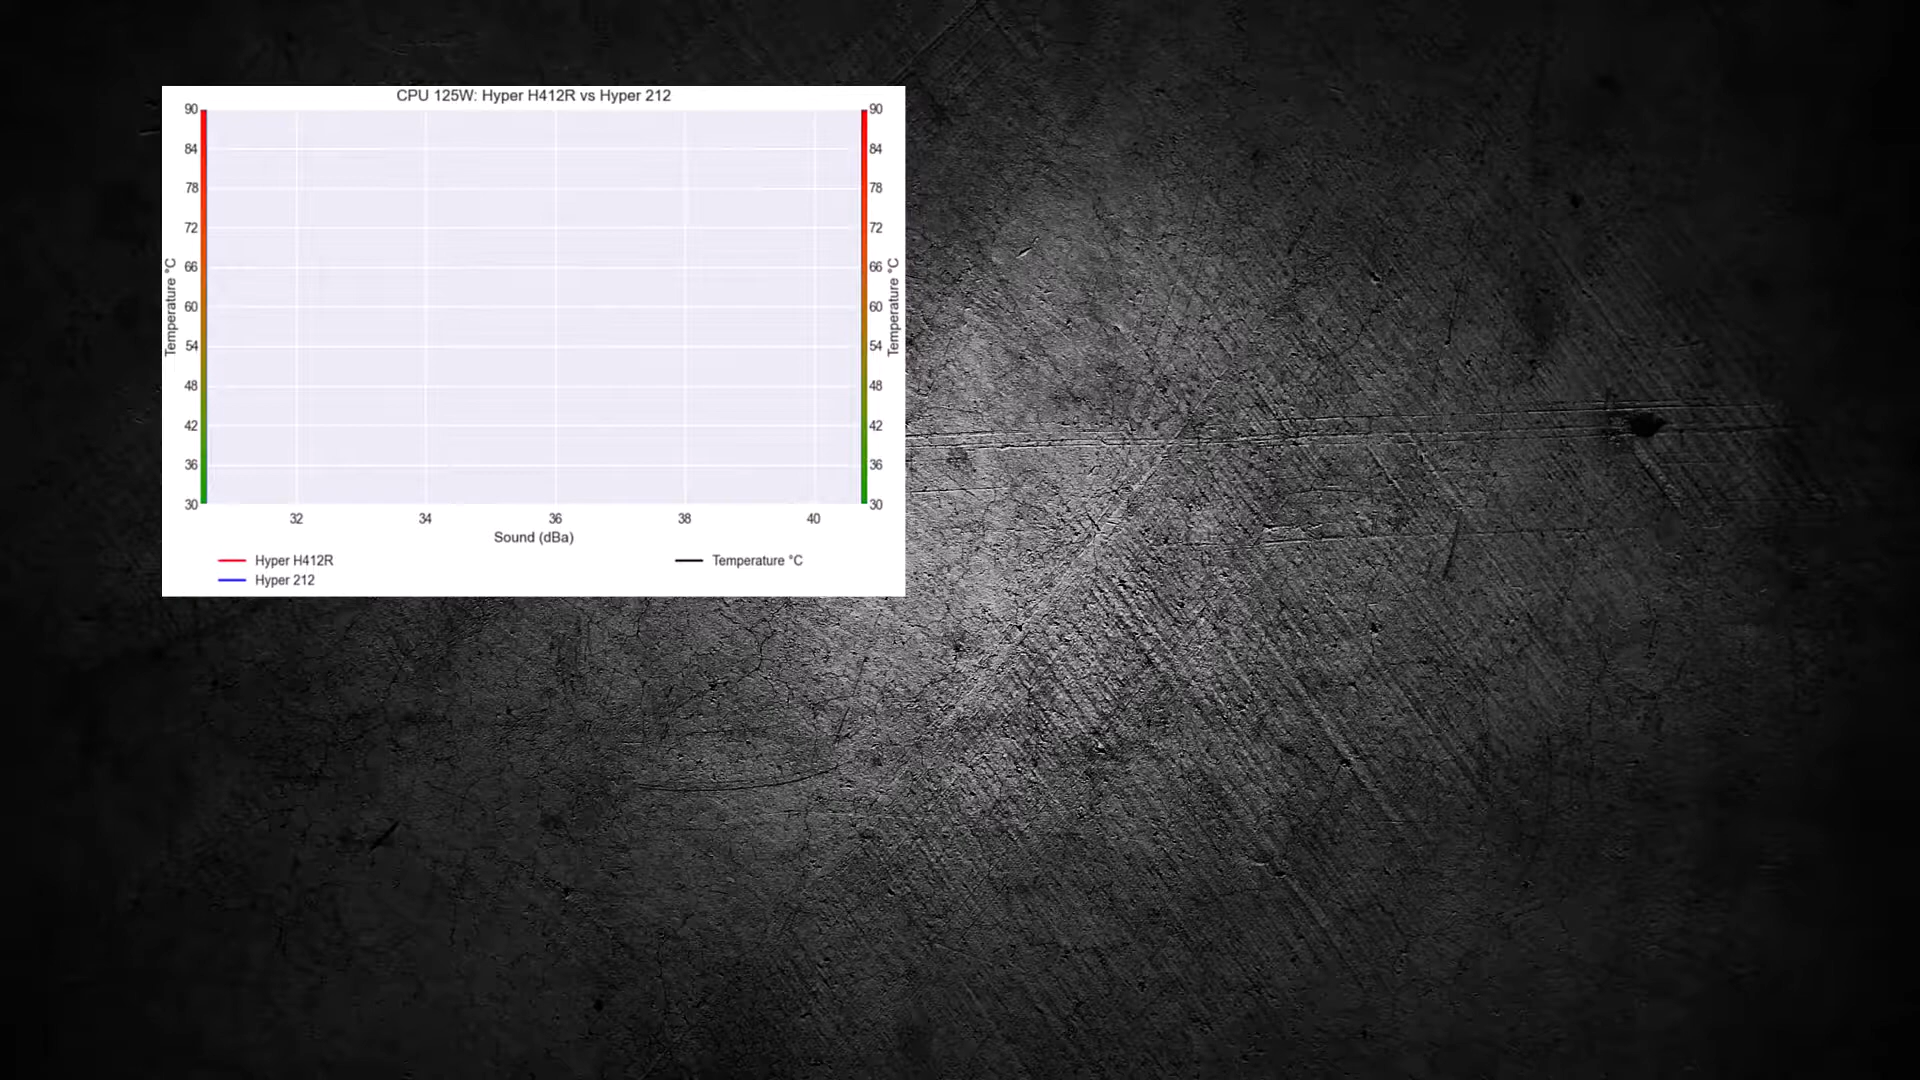 CPU 125W: Hyper H412R vs Hyper 212
90 90
84 84
78 78
72 72
66 66
60 60
54 54
48 48
42 42
36 36
30 30
Temperature °C
Temperature °C
32 34 36 38 40
Sound (dBa)
Hyper H412R
Temperature °C
Hyper 212